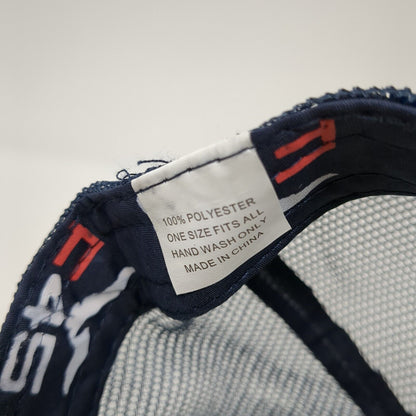 100% POLYESTER
ONE SIZE FITS ALL
HAND WASH ONLY
MADE IN CHINA